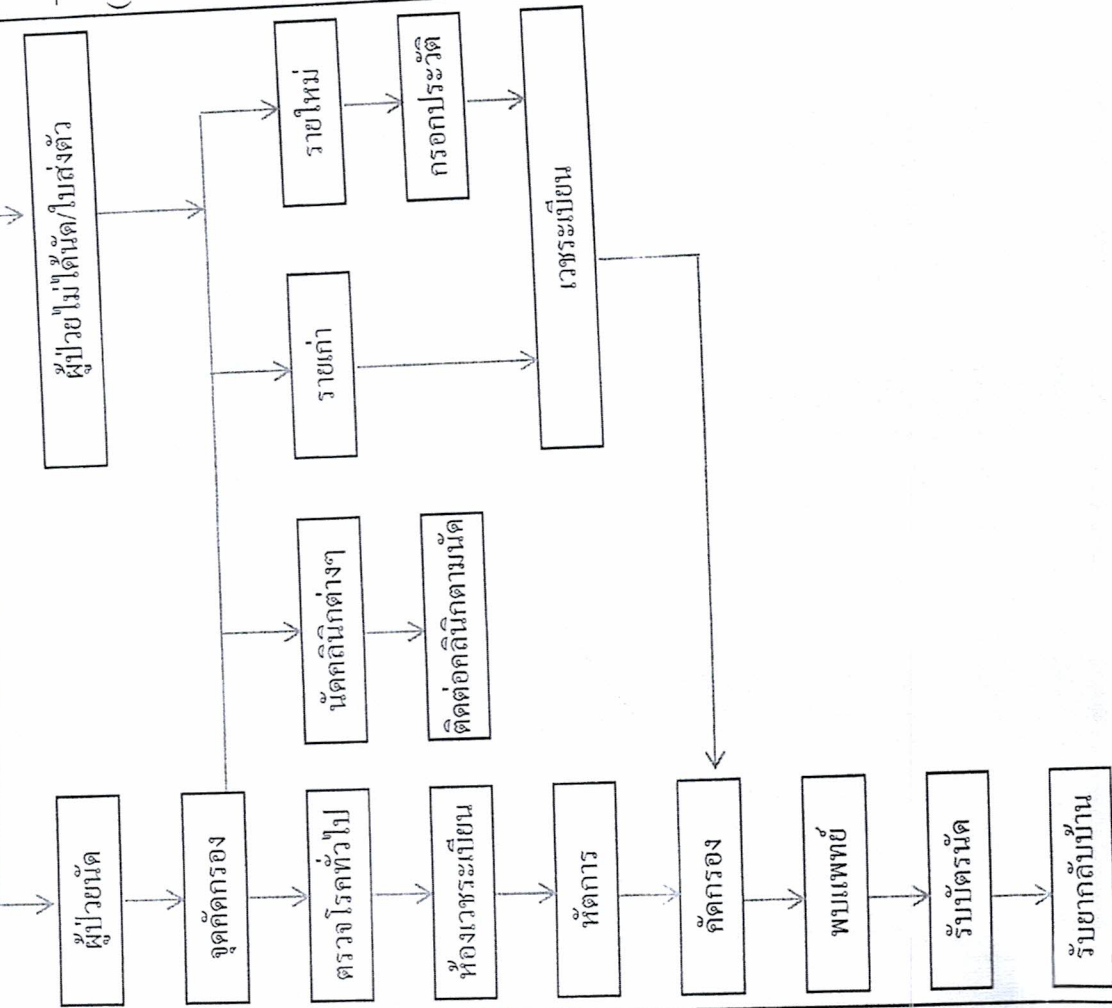 ผู้ป่วยนัด
จุดคัดกรอง
ตรวจโรคทั่วไป
ห้องเวชระเบียน
หัตการ
คัดกรอง
พบแพทย์
รับบัตรนัด
รับยากลับบ้าน
นัดคลินิกต่างๆ
ติดต่อคลินิกตามนัด
ผู้ป่วยไม่ได้นัด/ใบส่งตัว
รายเก่า
รายใหม่
กรอกประวัติ
เวชระเบียน